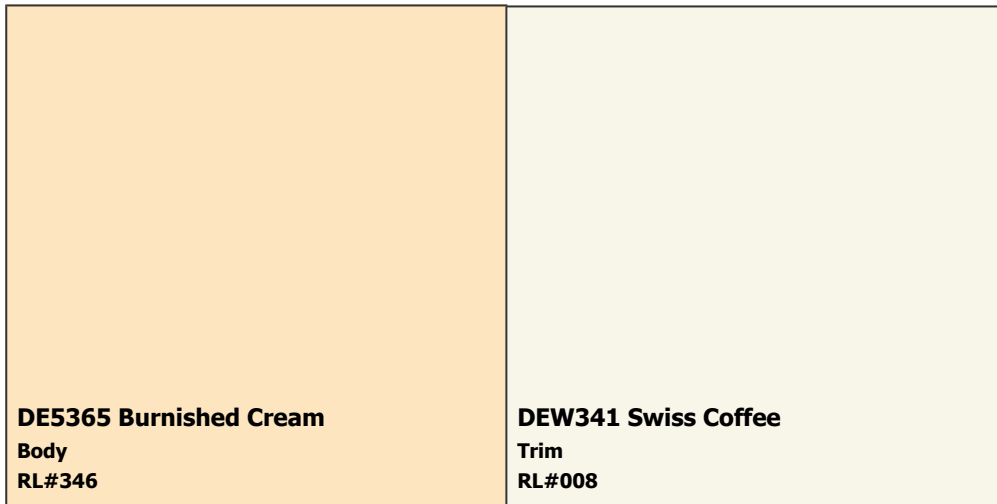 DE5365 Burnished Cream
Body
RL#346
DEW341 Swiss Coffee
Trim
RL#008